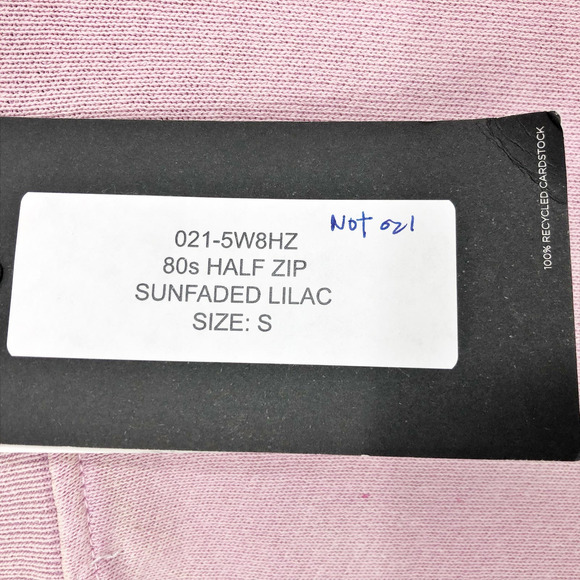 Not 021
021-5W8HZ
80s HALF ZIP
SUNFADED LILAC
SIZE: S
100% RECYCLED CARDSTOCK